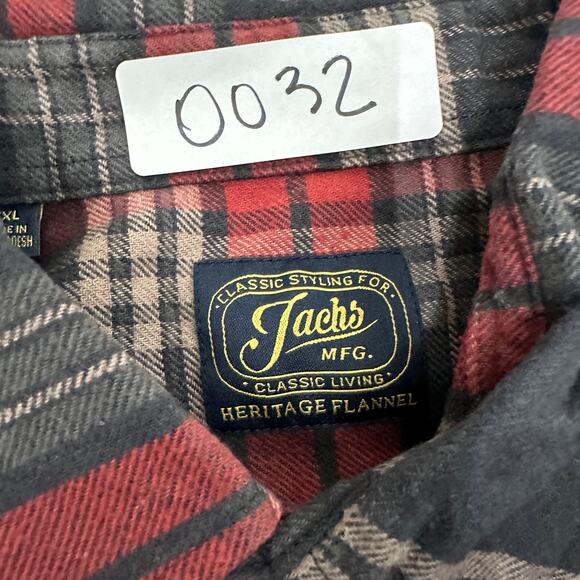 0032
XL
CLASSIC STYLING FOR
Jachs
MFG.
CLASSIC LIVING
HERITAGE FLANNEL